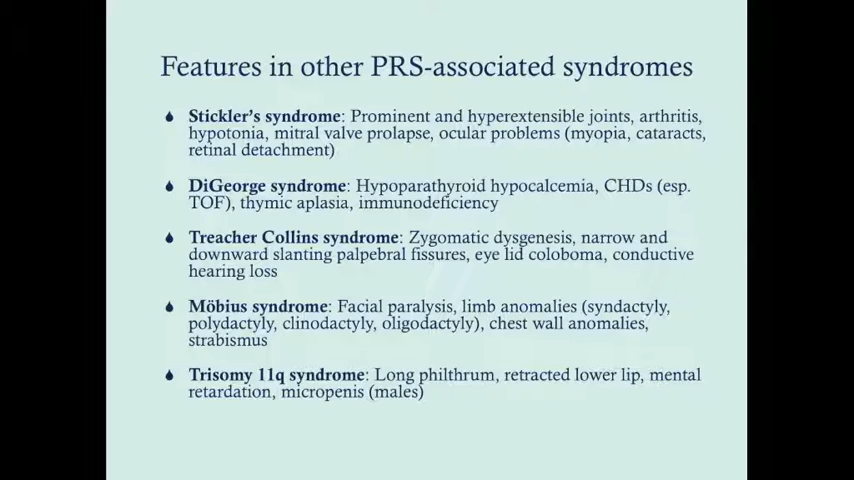 Features in other PRS-associated syndromes
Stickler's syndrome: Prominent and hyperextensible joints, arthritis,
hypotonia, mitral valve prolapse, ocular problems (myopia, cataracts,
retinal detachment)
DiGeorge syndrome: Hypoparathyroid hypocalcemia, CHDs (esp.
TOF), thymic aplasia, immunodeficiency
Treacher Collins syndrome: Zygomatic dysgenesis, narrow and
downward slanting palpebral fissures, eye lid coloboma, conductive
hearing loss
Möbius syndrome: Facial paralysis, limb anomalies (syndactyly,
polydactyly, clinodactyly, oligodactyly), chest wall anomalies,
strabismus
Trisomy 11q syndrome: Long philthrum, retracted lower lip, mental
retardation, micropenis (males)